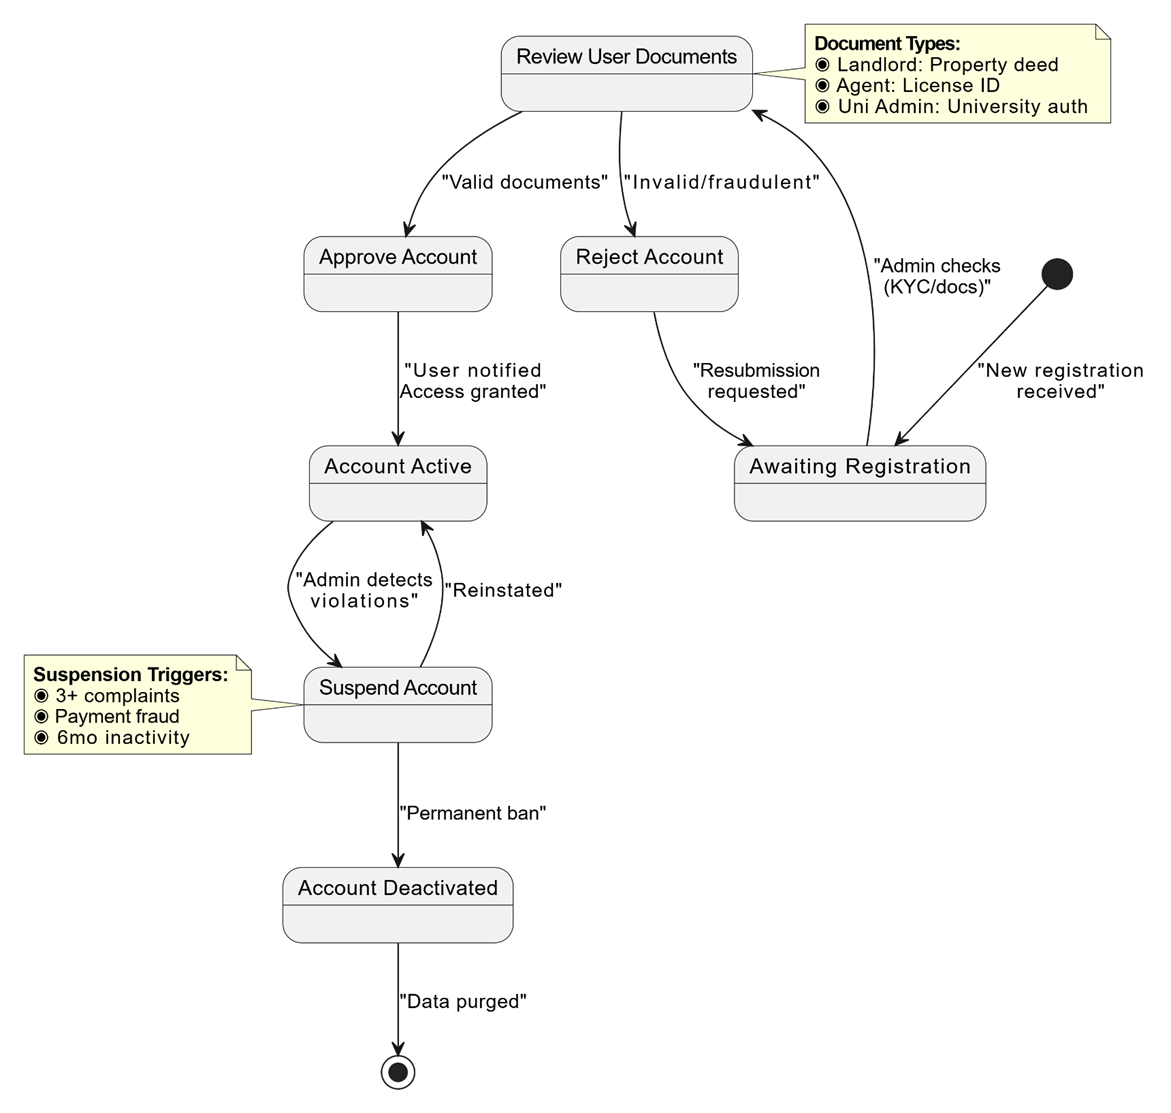 Review User Documents
Document Types:
Landlord: Property deed
Agent: License ID
Uni Admin: University auth
"Valid documents"
"Invalid/fraudulent"
Approve Account
Reject Account
"Admin checks
(KYC/docs)"
"User notified
Access granted"
"Resubmission
requested"
"New registration
received"
Account Active
Awaiting Registration
"Admin detects
violations"
"Reinstated"
Suspension Triggers:
3+ complaints
Payment fraud
6mo inactivity
Suspend Account
"Permanent ban"
Account Deactivated
"Data purged"